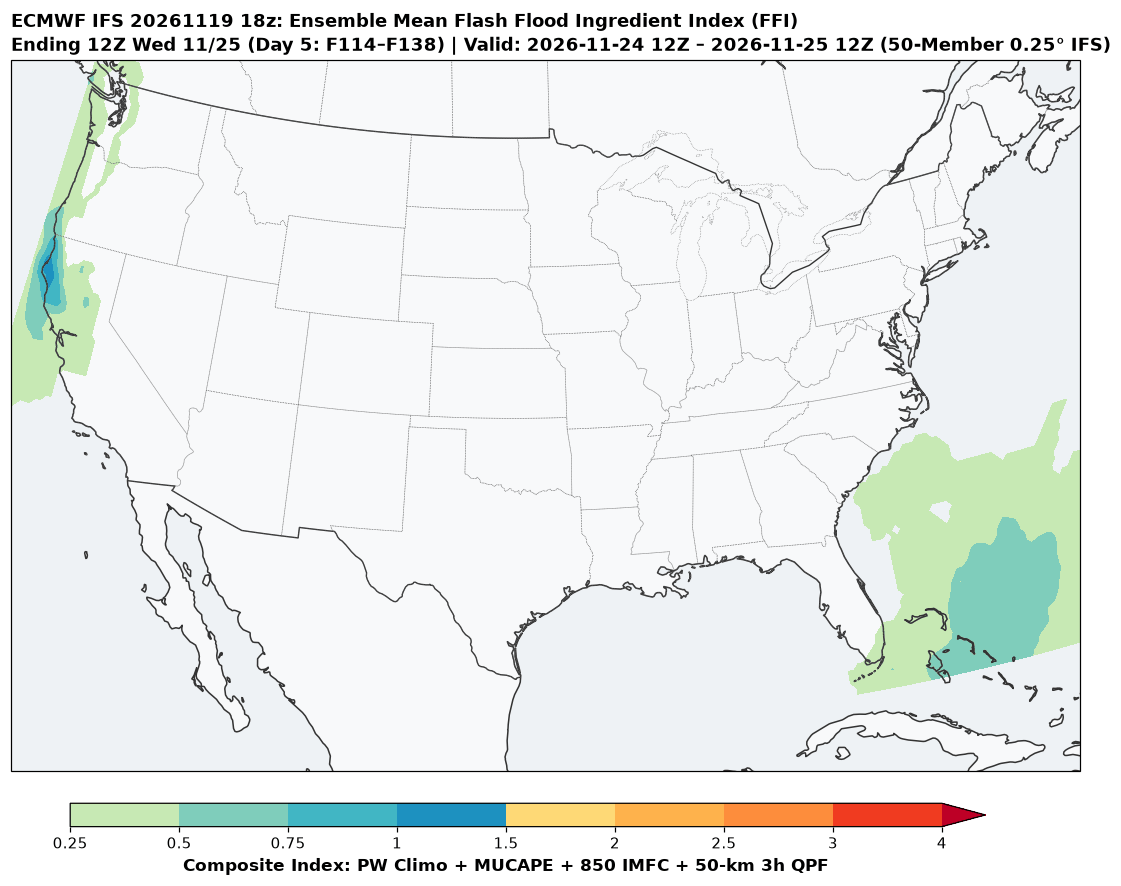 ECMWF IFS 20261119 18z: Ensemble Mean Flash Flood Ingredient Index (FFI)
Ending 12Z Wed 11/25 (Day 5: F114–F138) | Valid: 2026-11-24 12Z – 2026-11-25 12Z (50-Member 0.25° IFS)
0.25 0.5 0.75 1 1.5 2 2.5 3 4
Composite Index: PW Climo + MUCAPE + 850 IMFC + 50-km 3h QPF